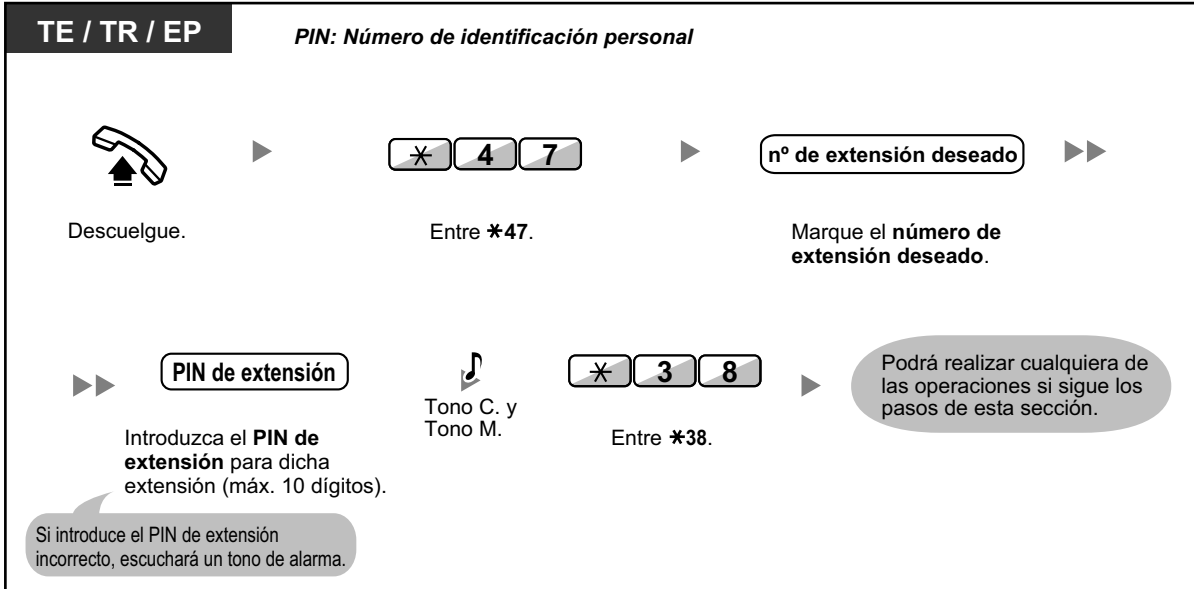 TE / TR / EP
PIN: Número de identificación personal
✳ 4 7
nº de extensión deseado
Descuelgue.
Entre ✳47.
Marque el número de
extensión deseado.
PIN de extensión
Tono C. y
Tono M.
✳ 3 8
Podrá realizar cualquiera de
las operaciones si sigue los
pasos de esta sección.
Introduzca el PIN de
extensión para dicha
extensión (máx. 10 dígitos).
Entre ✳38.
Si introduce el PIN de extensión
incorrecto, escuchará un tono de alarma.